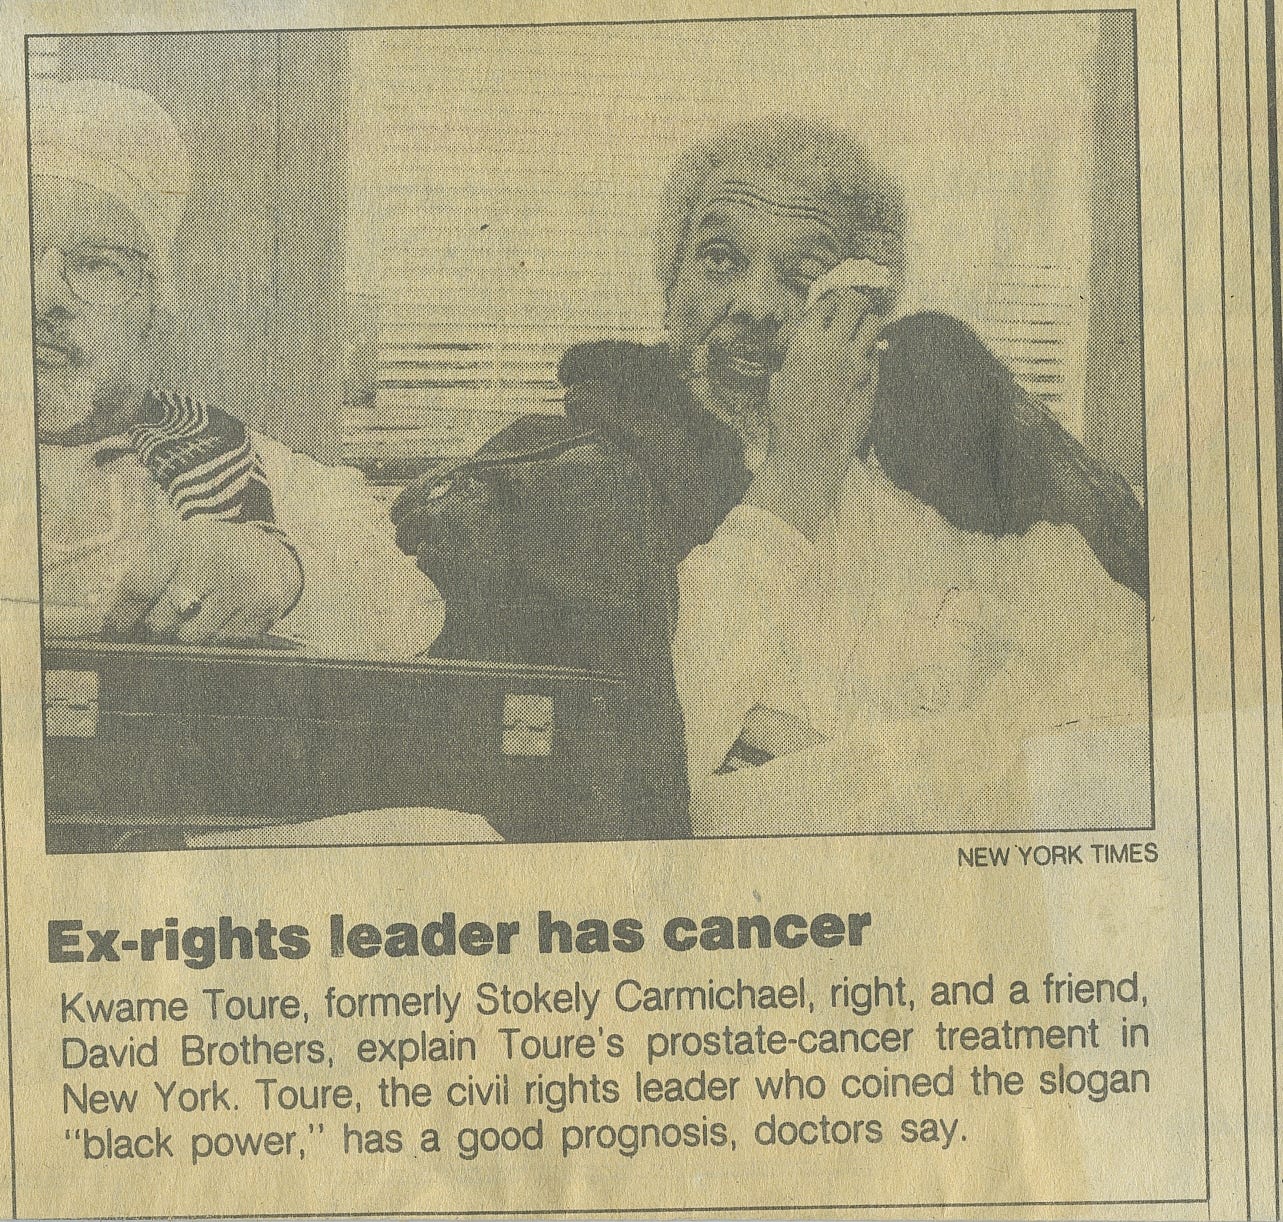 NEW YORK TIMES
Ex-rights leader has cancer
Kwame Toure, formerly Stokely Carmichael, right, and a friend,
David Brothers, explain Toure's prostate-cancer treatment in
New York. Toure, the civil rights leader who coined the slogan
"black power," has a good prognosis, doctors say.